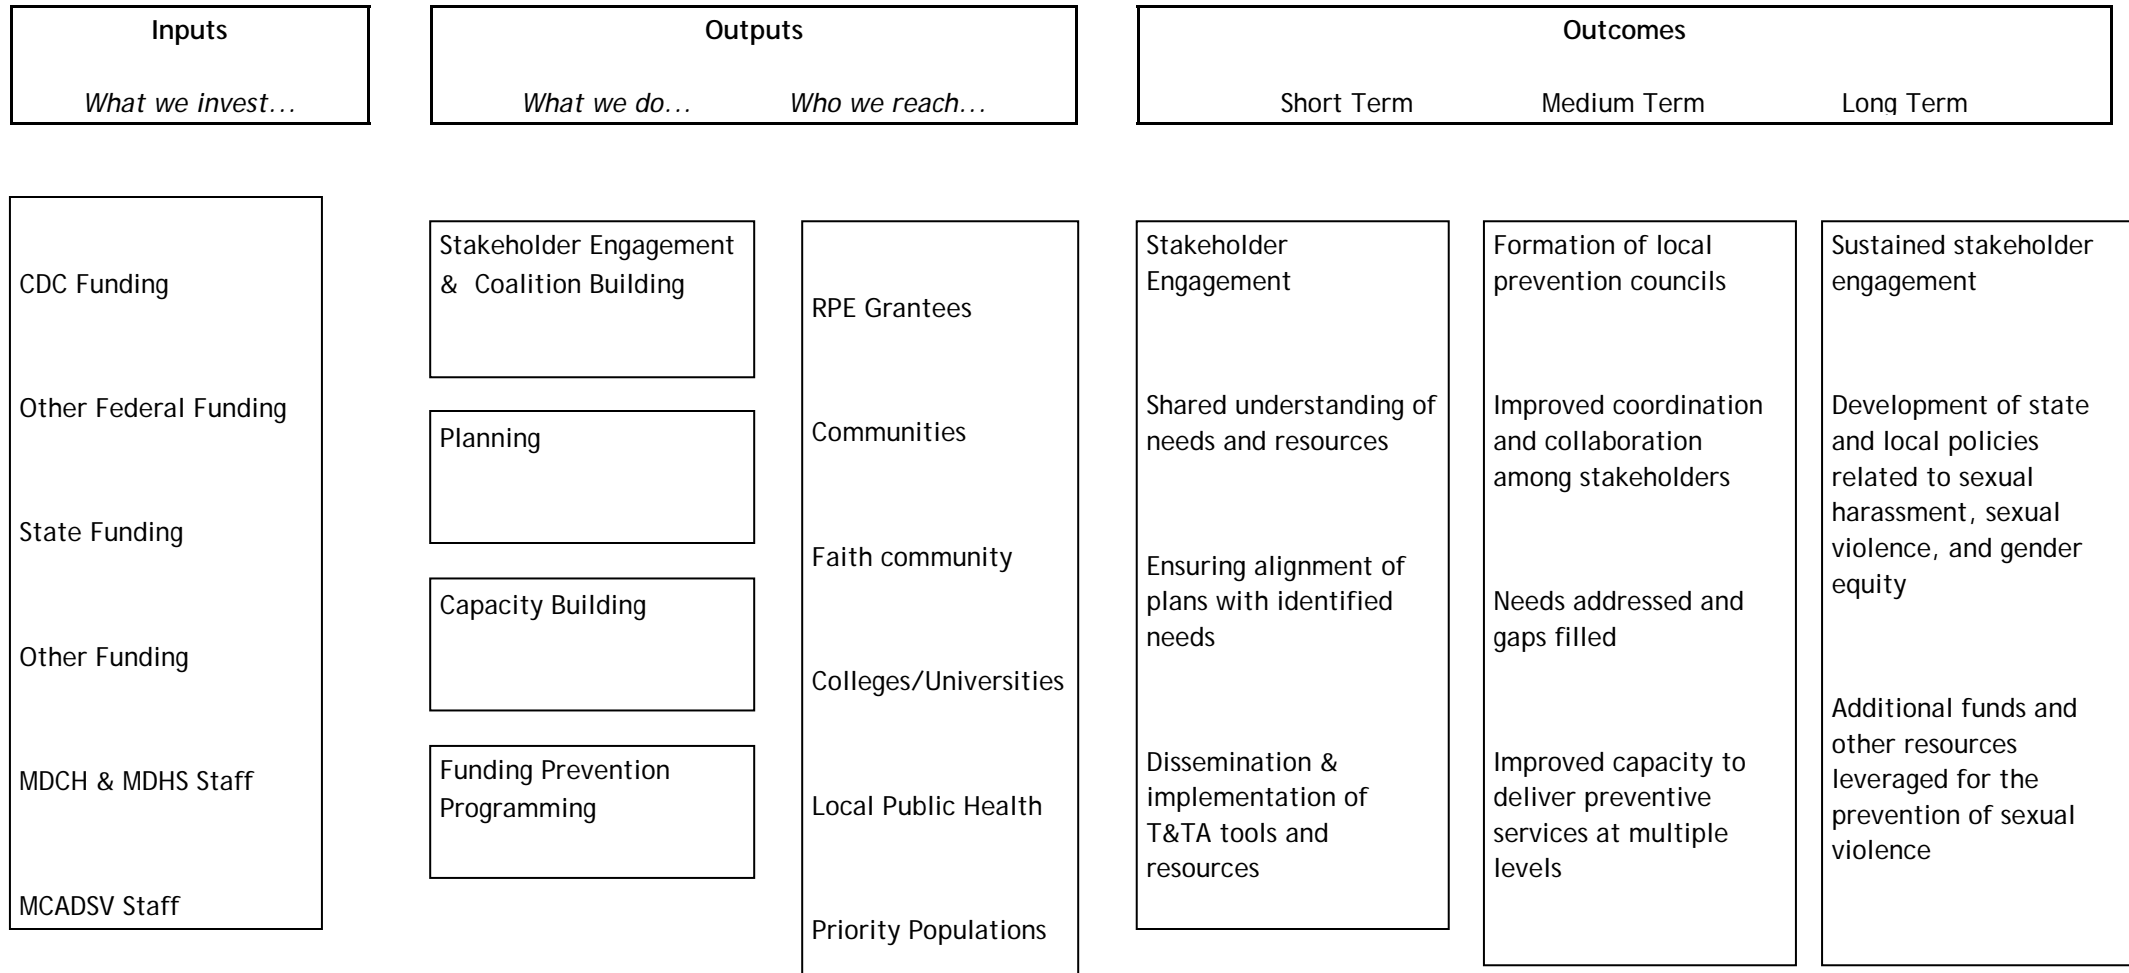 Inputs
What we invest…
Outputs
What we do… Who we reach…
Outcomes
Short Term Medium Term Long Term
CDC Funding
Other Federal Funding
State Funding
Other Funding
MDCH & MDHS Staff
MCADSV Staff
Stakeholder Engagement
& Coalition Building
Planning
Capacity Building
Funding Prevention
Programming
RPE Grantees
Communities
Faith community
Colleges/Universities
Local Public Health
Priority Populations
Stakeholder
Engagement
Shared understanding of
needs and resources
Ensuring alignment of
plans with identified
needs
Dissemination &
implementation of
T&TA tools and
resources
Formation of local
prevention councils
Improved coordination
and collaboration
among stakeholders
Needs addressed and
gaps filled
Improved capacity to
deliver preventive
services at multiple
levels
Sustained stakeholder
engagement
Development of state
and local policies
related to sexual
harassment, sexual
violence, and gender
equity
Additional funds and
other resources
leveraged for the
prevention of sexual
violence